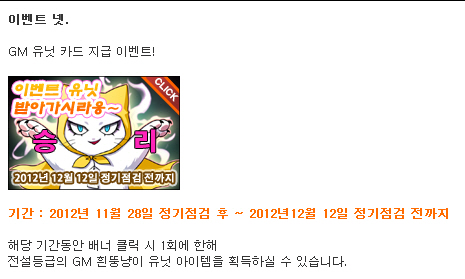 이벤트 넷.
GM 유닛 카드 지급 이벤트!
CLICK
이벤트 유닛
받아가시라옹~
승 리
2012년 12월 12일 정기점검 전까지
기간 : 2012년 11월 28일 정기점검 후 ~ 2012년12월 12일 정기점검 전까지
해당 기간동안 배너 클릭 시 1회에 한해
전설등급의 GM 흰뚱냥이 유닛 아이템을 획득하실 수 있습니다.